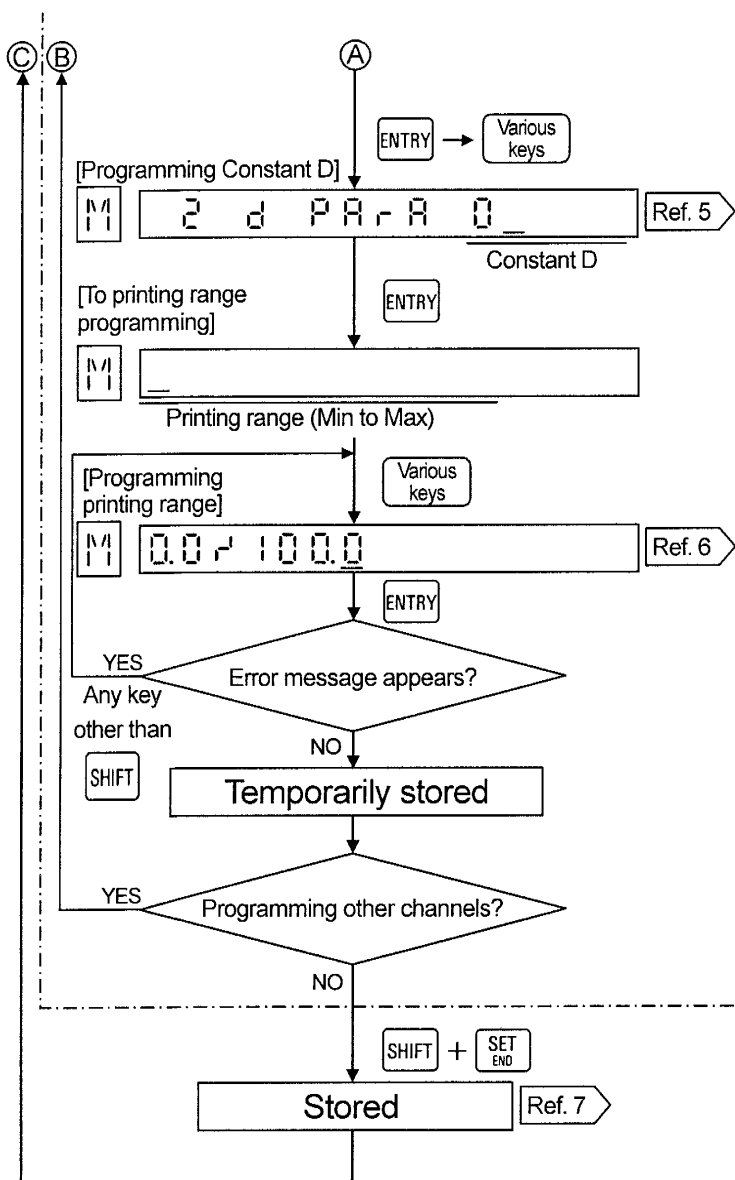 C B A
ENTRY → Various keys
[Programming Constant D]
M 2 d PArA 0_ Ref. 5
Constant D
ENTRY
[To printing range
programming]
M _
Printing range (Min to Max)
Various
keys
[Programming
printing range]
M 0.0/100.0 Ref. 6
ENTRY
YES
Error message appears?
Any key
other than
SHIFT
NO
Temporarily stored
YES
Programming other channels?
NO
SHIFT + SET END
Stored Ref. 7